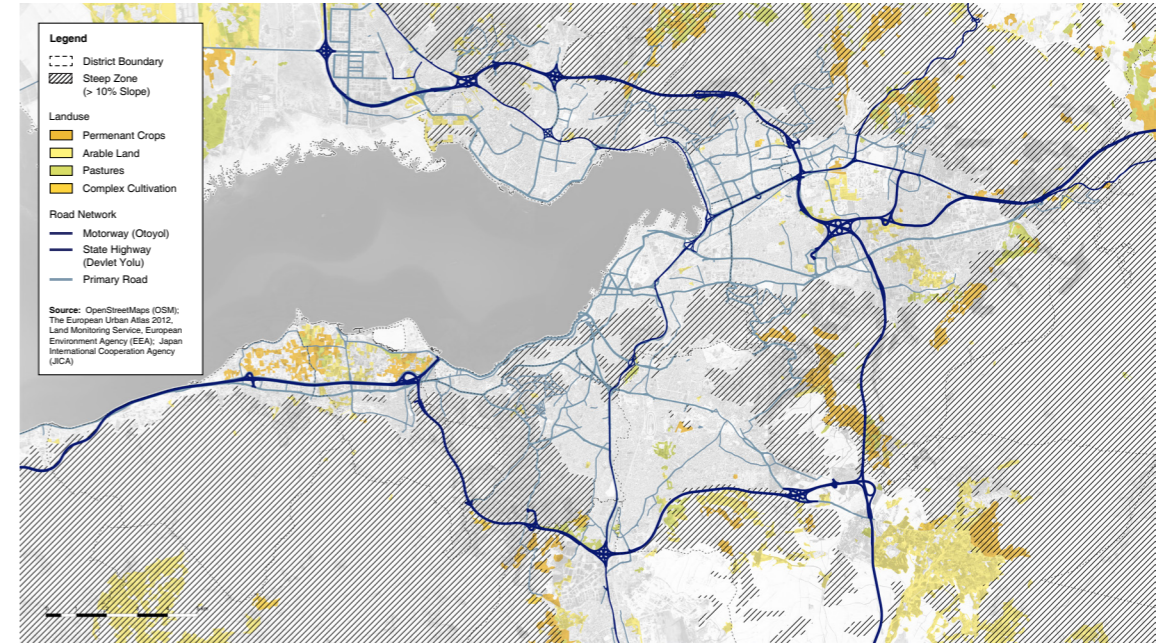 Legend
District Boundary
Steep Zone
(> 10% Slope)
Landuse
Permenant Crops
Arable Land
Pastures
Complex Cultivation
Road Network
Motorway (Otoyol)
State Highway
(Devlet Yolu)
Primary Road
Source: OpenStreetMaps (OSM);
The European Urban Atlas 2012,
Land Monitoring Service, European
Environment Agency (EEA); Japan
International Cooperation Agency
(JICA)